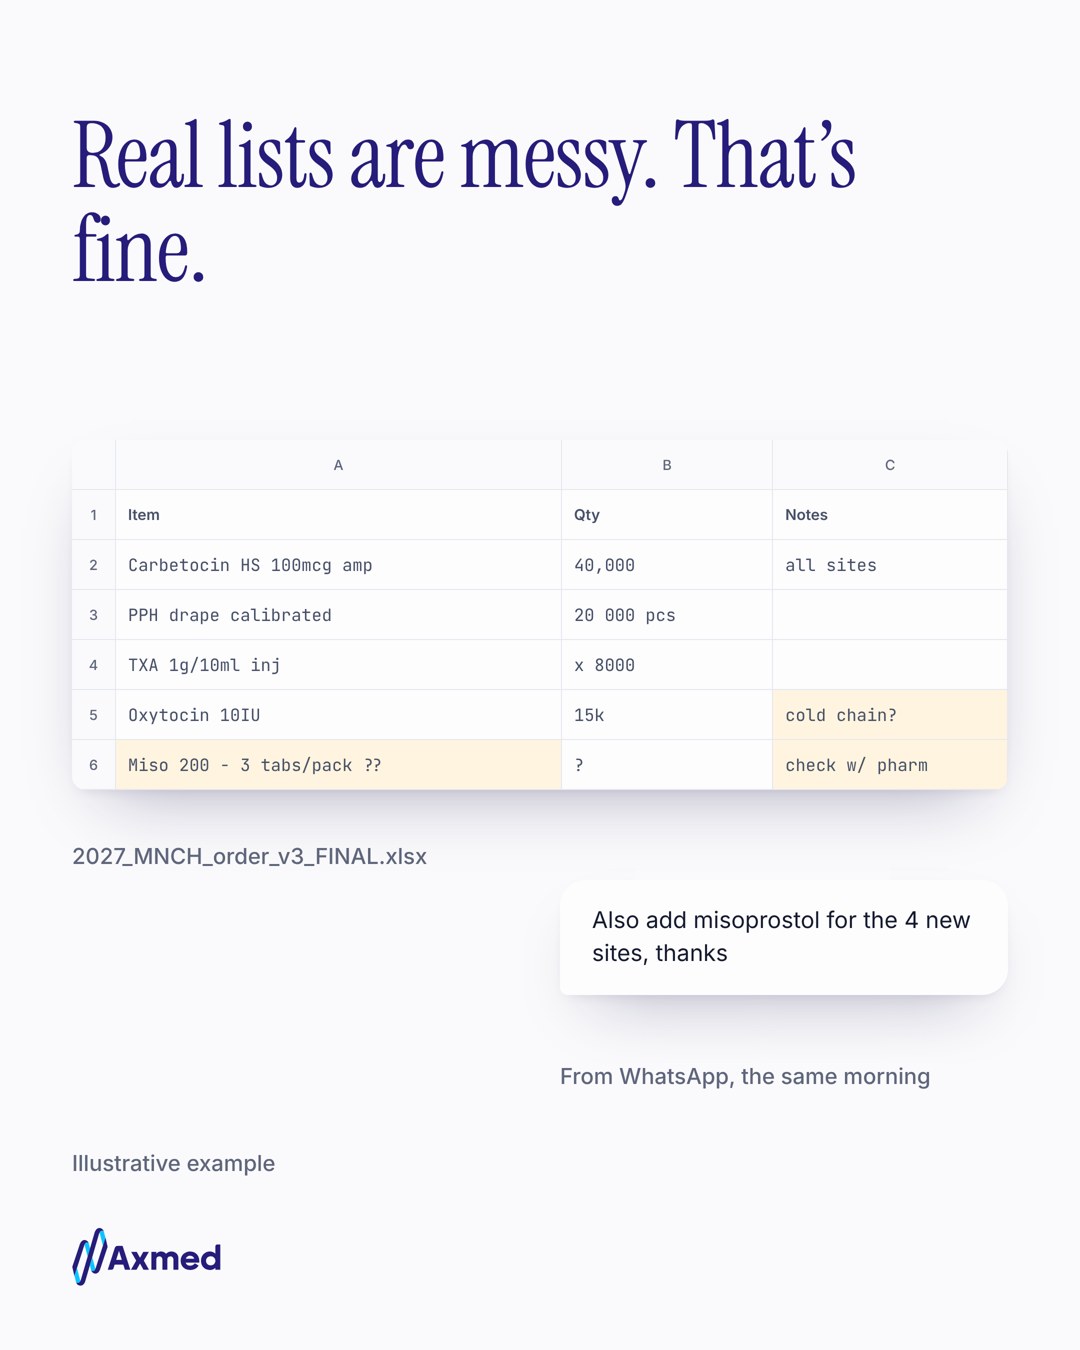 Real lists are messy. That’s
fine.
A B C
1 Item Qty Notes
2 Carbetocin HS 100mcg amp 40,000 all sites
3 PPH drape calibrated 20 000 pcs
4 TXA 1g/10ml inj x 8000
5 Oxytocin 10IU 15k cold chain?
6 Miso 200 - 3 tabs/pack ?? ? check w/ pharm
2027_MNCH_order_v3_FINAL.xlsx
Also add misoprostol for the 4 new
sites, thanks
From WhatsApp, the same morning
Illustrative example
Axmed